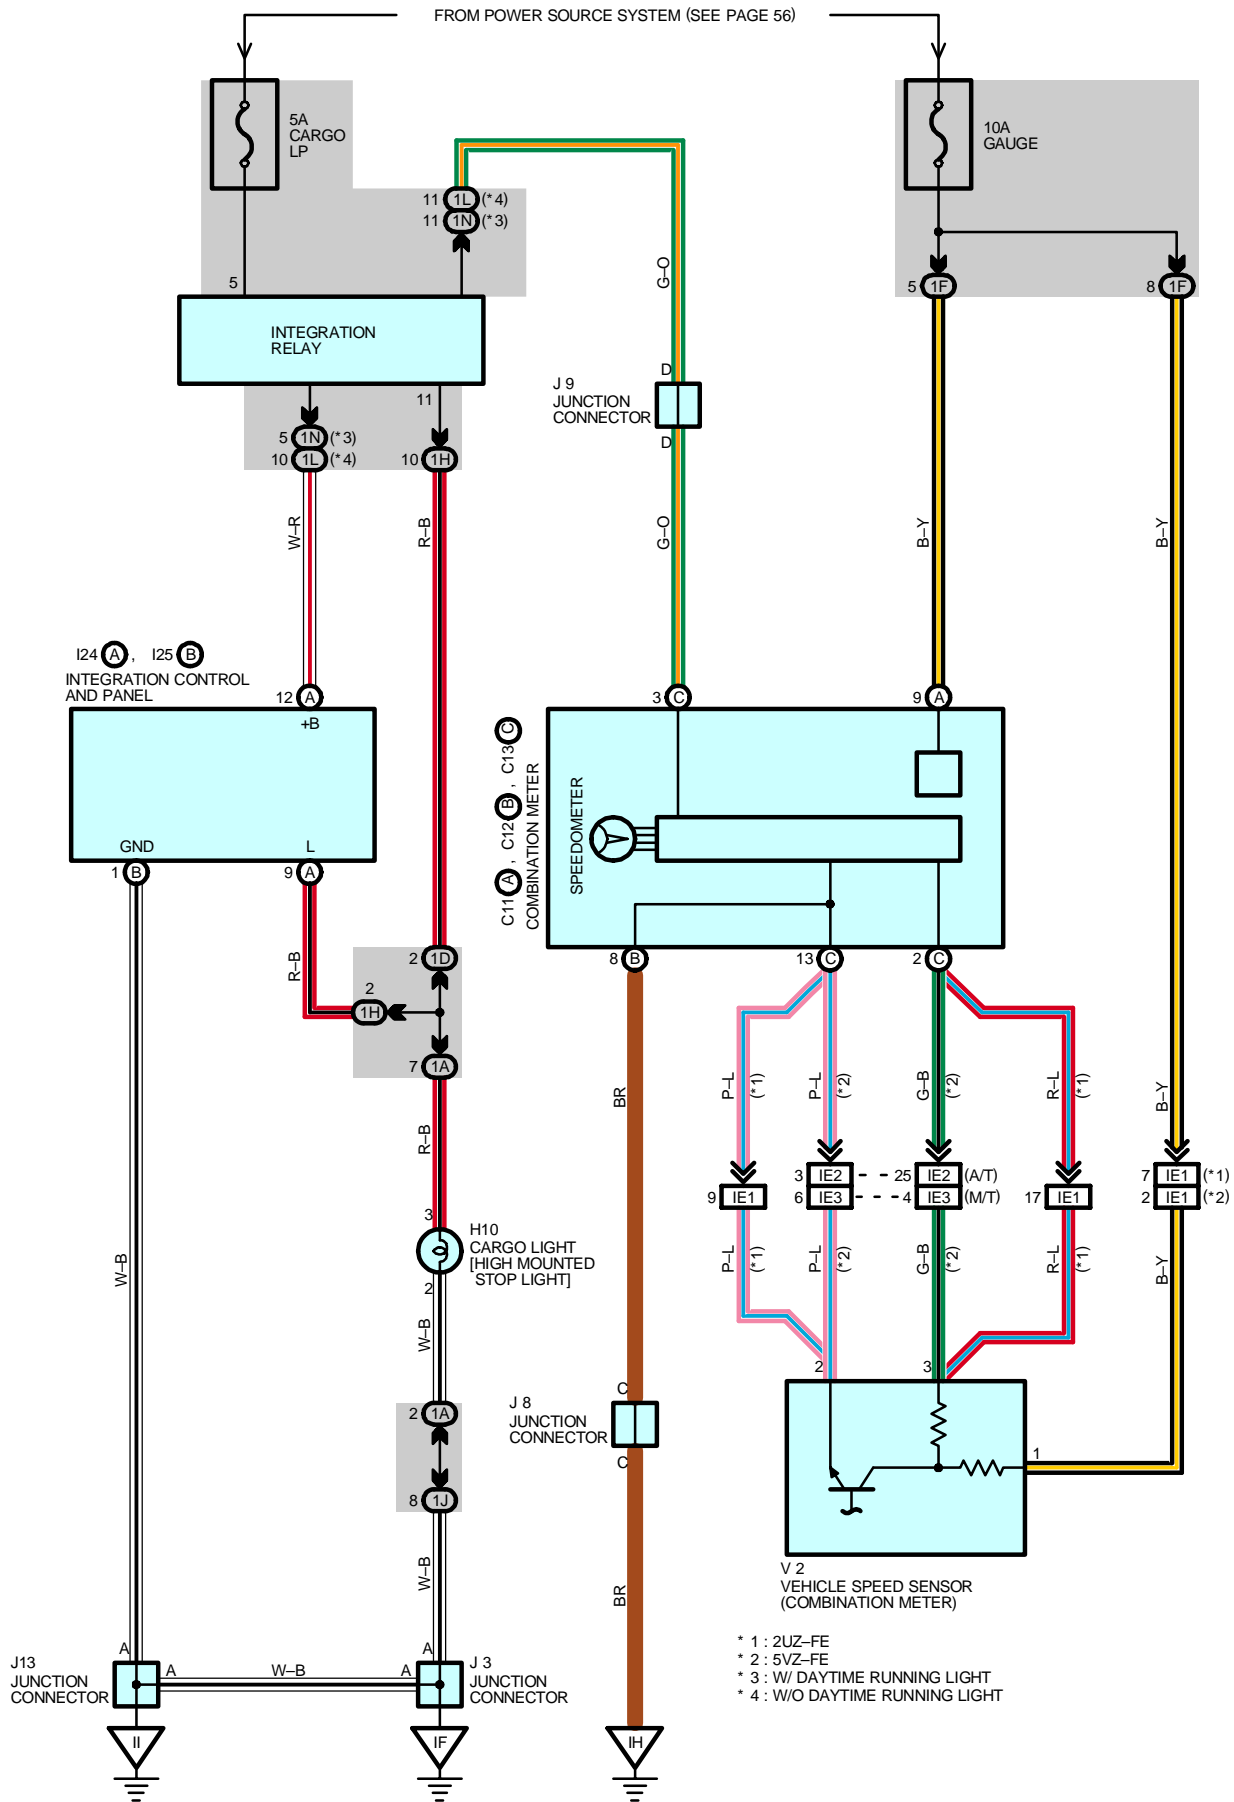 FROM POWER SOURCE SYSTEM (SEE PAGE 56)
5A
CARGO
LP
10A
GAUGE
11 1L (*4)
11 1N (*3)
5
5 1F
8 1F
G–O
INTEGRATION
RELAY
D
J 9
JUNCTION
CONNECTOR
D
11
5 1N (*3)
10 1L (*4)
10 1H
W–R
R–B
G–O
B–Y
B–Y
I24 A , I25 B
INTEGRATION CONTROL
AND PANEL
12 A
+B
3 C
9 A
C11 A , C12 B , C13 C
COMBINATION METER
SPEEDOMETER
GND
L
1 B
9 A
R–B
2 1D
2
1H
7 1A
8 B
13 C
2 C
BR
P–L
(*1)
P–L
(*2)
G–B
(*2)
R–L
(*1)
B–Y
R–B
3 IE2
25 IE2 (A/T)
7 IE1 (*1)
9 IE1
6 IE3
4 IE3 (M/T)
17 IE1
2 IE1 (*2)
3
H10
CARGO LIGHT
[HIGH MOUNTED
STOP LIGHT]
2
W–B
W–B
P–L
(*1)
P–L
(*2)
G–B
(*2)
R–L
(*1)
B–Y
2
3
C
J 8
JUNCTION
CONNECTOR
C
2 1A
8 1J
1
W–B
BR
V 2
VEHICLE SPEED SENSOR
(COMBINATION METER)
* 1 : 2UZ–FE
* 2 : 5VZ–FE
* 3 : W/ DAYTIME RUNNING LIGHT
* 4 : W/O DAYTIME RUNNING LIGHT
A
A
J13
JUNCTION
CONNECTOR
A
W–B
A
J 3
JUNCTION
CONNECTOR
II
IF
IH